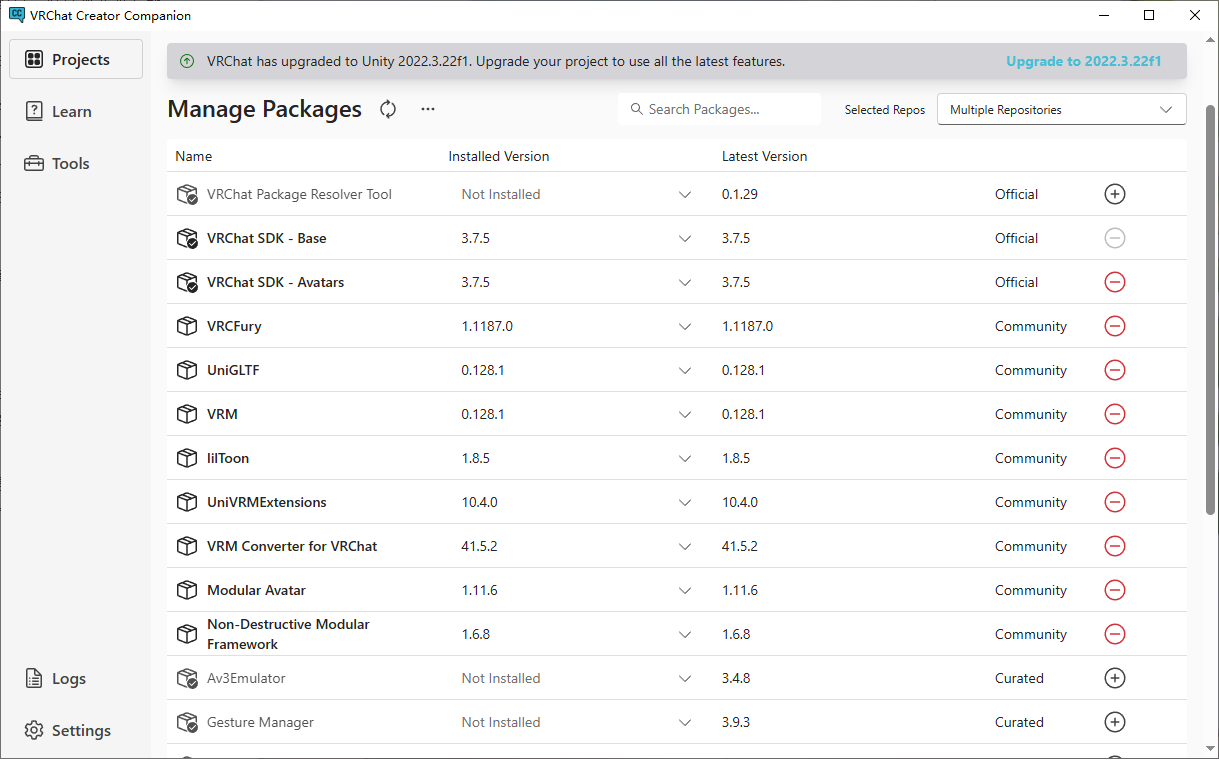 VRChat Creator Companion
Projects
Learn
Tools
Logs
Settings
VRChat has upgraded to Unity 2022.3.22f1. Upgrade your project to use all the latest features. Upgrade to 2022.3.22f1
Manage Packages Search Packages... Selected Repos Multiple Repositories
Name Installed Version Latest Version
VRChat Package Resolver Tool Not Installed 0.1.29 Official
VRChat SDK - Base 3.7.5 3.7.5 Official
VRChat SDK - Avatars 3.7.5 3.7.5 Official
VRCFury 1.1187.0 1.1187.0 Community
UniGLTF 0.128.1 0.128.1 Community
VRM 0.128.1 0.128.1 Community
lilToon 1.8.5 1.8.5 Community
UniVRMExtensions 10.4.0 10.4.0 Community
VRM Converter for VRChat 41.5.2 41.5.2 Community
Modular Avatar 1.11.6 1.11.6 Community
Non-Destructive Modular
Framework 1.6.8 1.6.8 Community
Av3Emulator Not Installed 3.4.8 Curated
Gesture Manager Not Installed 3.9.3 Curated